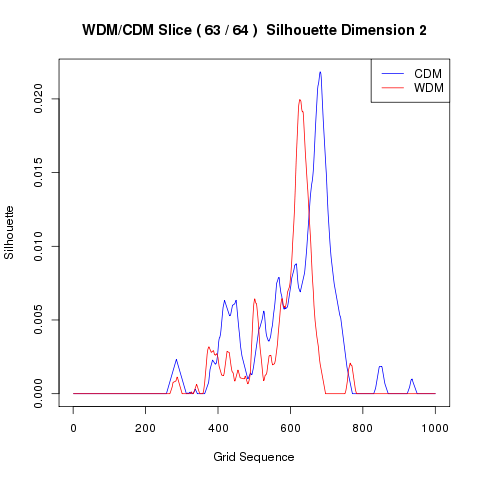 WDM/CDM Slice ( 63 / 64 ) Silhouette Dimension 2
CDM
WDM
Silhouette
0.020
0.015
0.010
0.005
0.000
0 200 400 600 800 1000
Grid Sequence